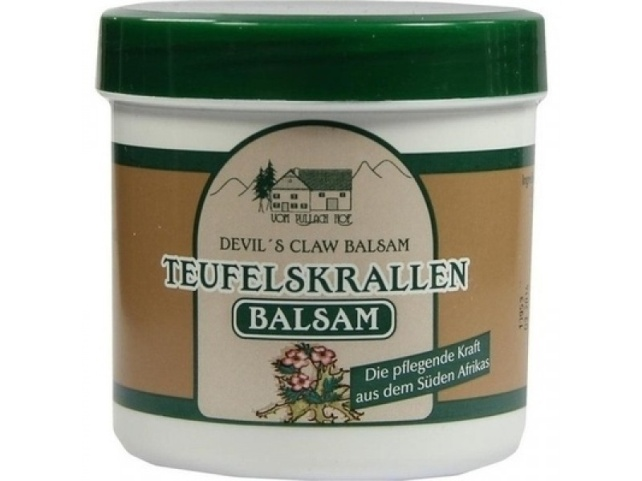 VOM PULLACH HOF
DEVIL´S CLAW BALSAM
TEUFELSKRALLEN
BALSAM
Die pflegende Kraft
aus dem Süden Afrikas